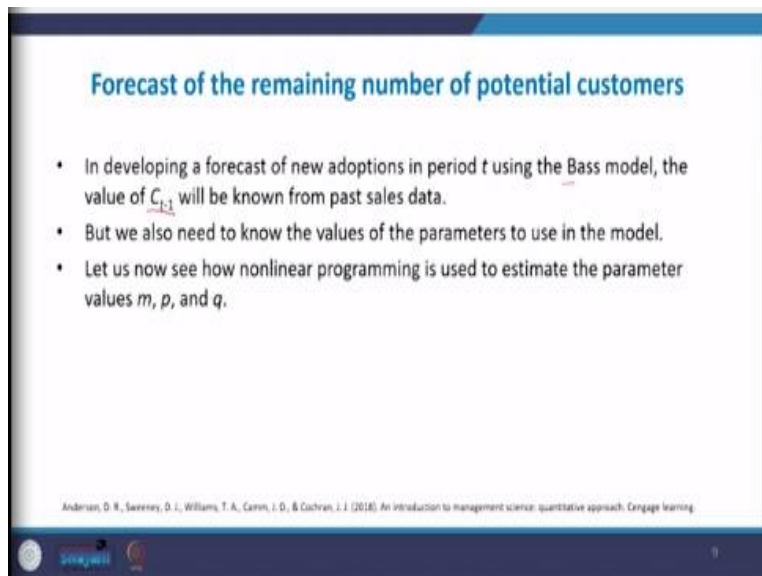 Forecast of the remaining number of potential customers
• In developing a forecast of new adoptions in period t using the Bass model, the
value of Cₜ₋₁ will be known from past sales data.
• But we also need to know the values of the parameters to use in the model.
• Let us now see how nonlinear programming is used to estimate the parameter
values m, p, and q.
Anderson, D. R., Sweeney, D. J., Williams, T. A., Camm, J. D., & Cochran, J. J. (2018). An introduction to management science: quantitative approach. Cengage learning.
swayam
9